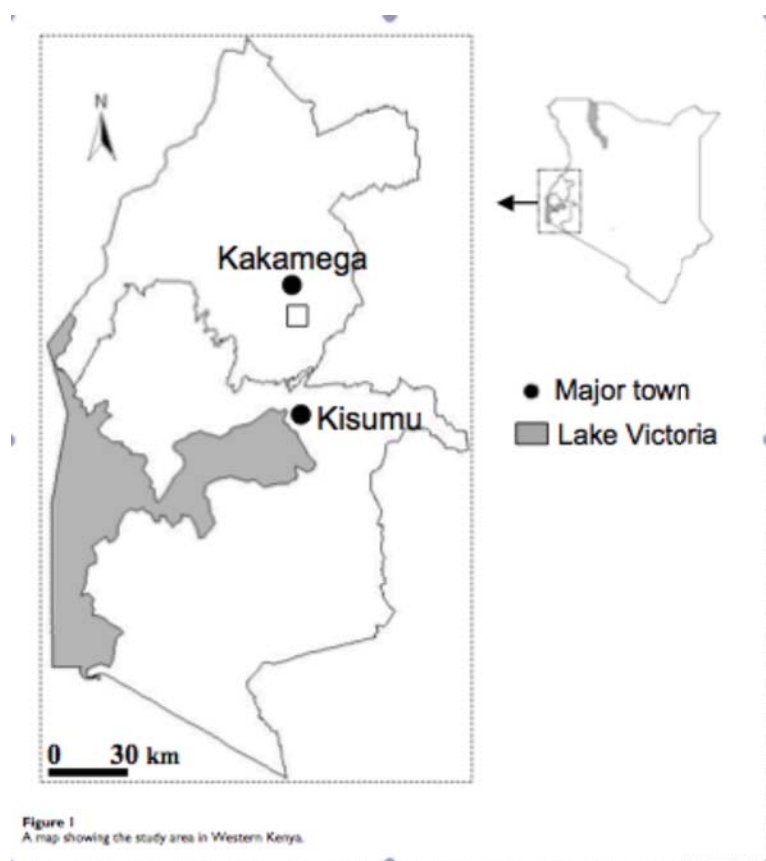 N
Kakamega
Kisumu
Major town
Lake Victoria
0 30 km
Figure 1
A map showing the study area in Western Kenya.